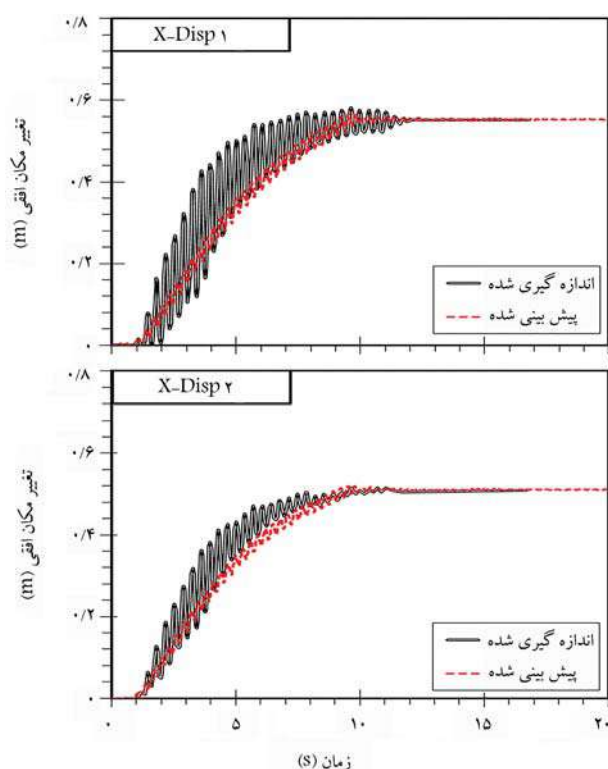 ۰/۸
X-Disp ۱
۰/۶
۰/۴
۰/۲
۰
تغییر مکان افقی (m)
اندازه گیری شده
پیش بینی شده
۰/۸
X-Disp ۲
۰/۶
۰/۴
۰/۲
۰
تغییر مکان افقی (m)
اندازه گیری شده
پیش بینی شده
۰ ۵ ۱۰ ۱۵ ۲۰
زمان (s)